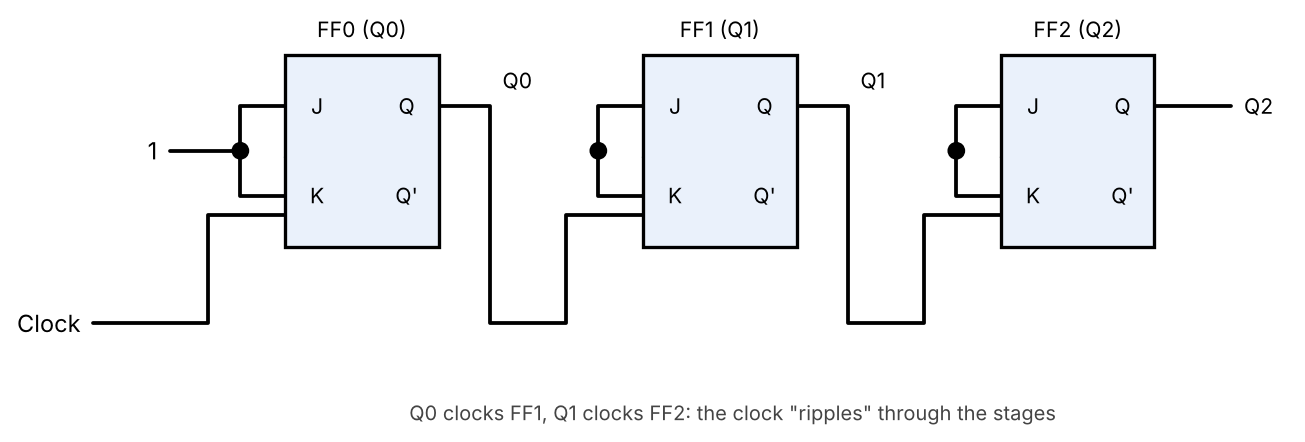 FF0 (Q0)
FF1 (Q1)
FF2 (Q2)
Q0
Q1
J
Q
J
Q
J
Q
Q2
1
K
Q'
K
Q'
K
Q'
Clock
Q0 clocks FF1, Q1 clocks FF2: the clock "ripples" through the stages